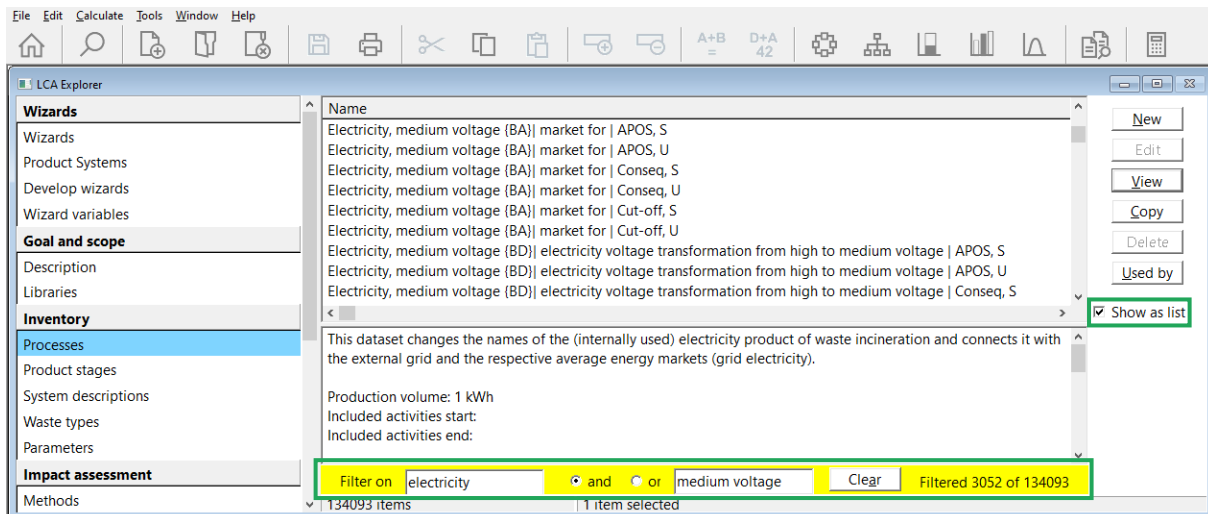 File Edit Calculate Tools Window Help
A+B
=
D+A
42
LCA Explorer
Wizards
Wizards
Product Systems
Develop wizards
Wizard variables
Goal and scope
Description
Libraries
Inventory
Processes
Product stages
System descriptions
Waste types
Parameters
Impact assessment
Methods
Name
Electricity, medium voltage {BA}| market for | APOS, S
Electricity, medium voltage {BA}| market for | APOS, U
Electricity, medium voltage {BA}| market for | Conseq, S
Electricity, medium voltage {BA}| market for | Conseq, U
Electricity, medium voltage {BA}| market for | Cut-off, S
Electricity, medium voltage {BA}| market for | Cut-off, U
Electricity, medium voltage {BD}| electricity voltage transformation from high to medium voltage | APOS, S
Electricity, medium voltage {BD}| electricity voltage transformation from high to medium voltage | APOS, U
Electricity, medium voltage {BD}| electricity voltage transformation from high to medium voltage | Conseq, S
This dataset changes the names of the (internally used) electricity product of waste incineration and connects it with
the external grid and the respective average energy markets (grid electricity).
Production volume: 1 kWh
Included activities start:
Included activities end:
Filter on electricity and or medium voltage Clear Filtered 3052 of 134093
134093 items 1 item selected
New
Edit
View
Copy
Delete
Used by
Show as list